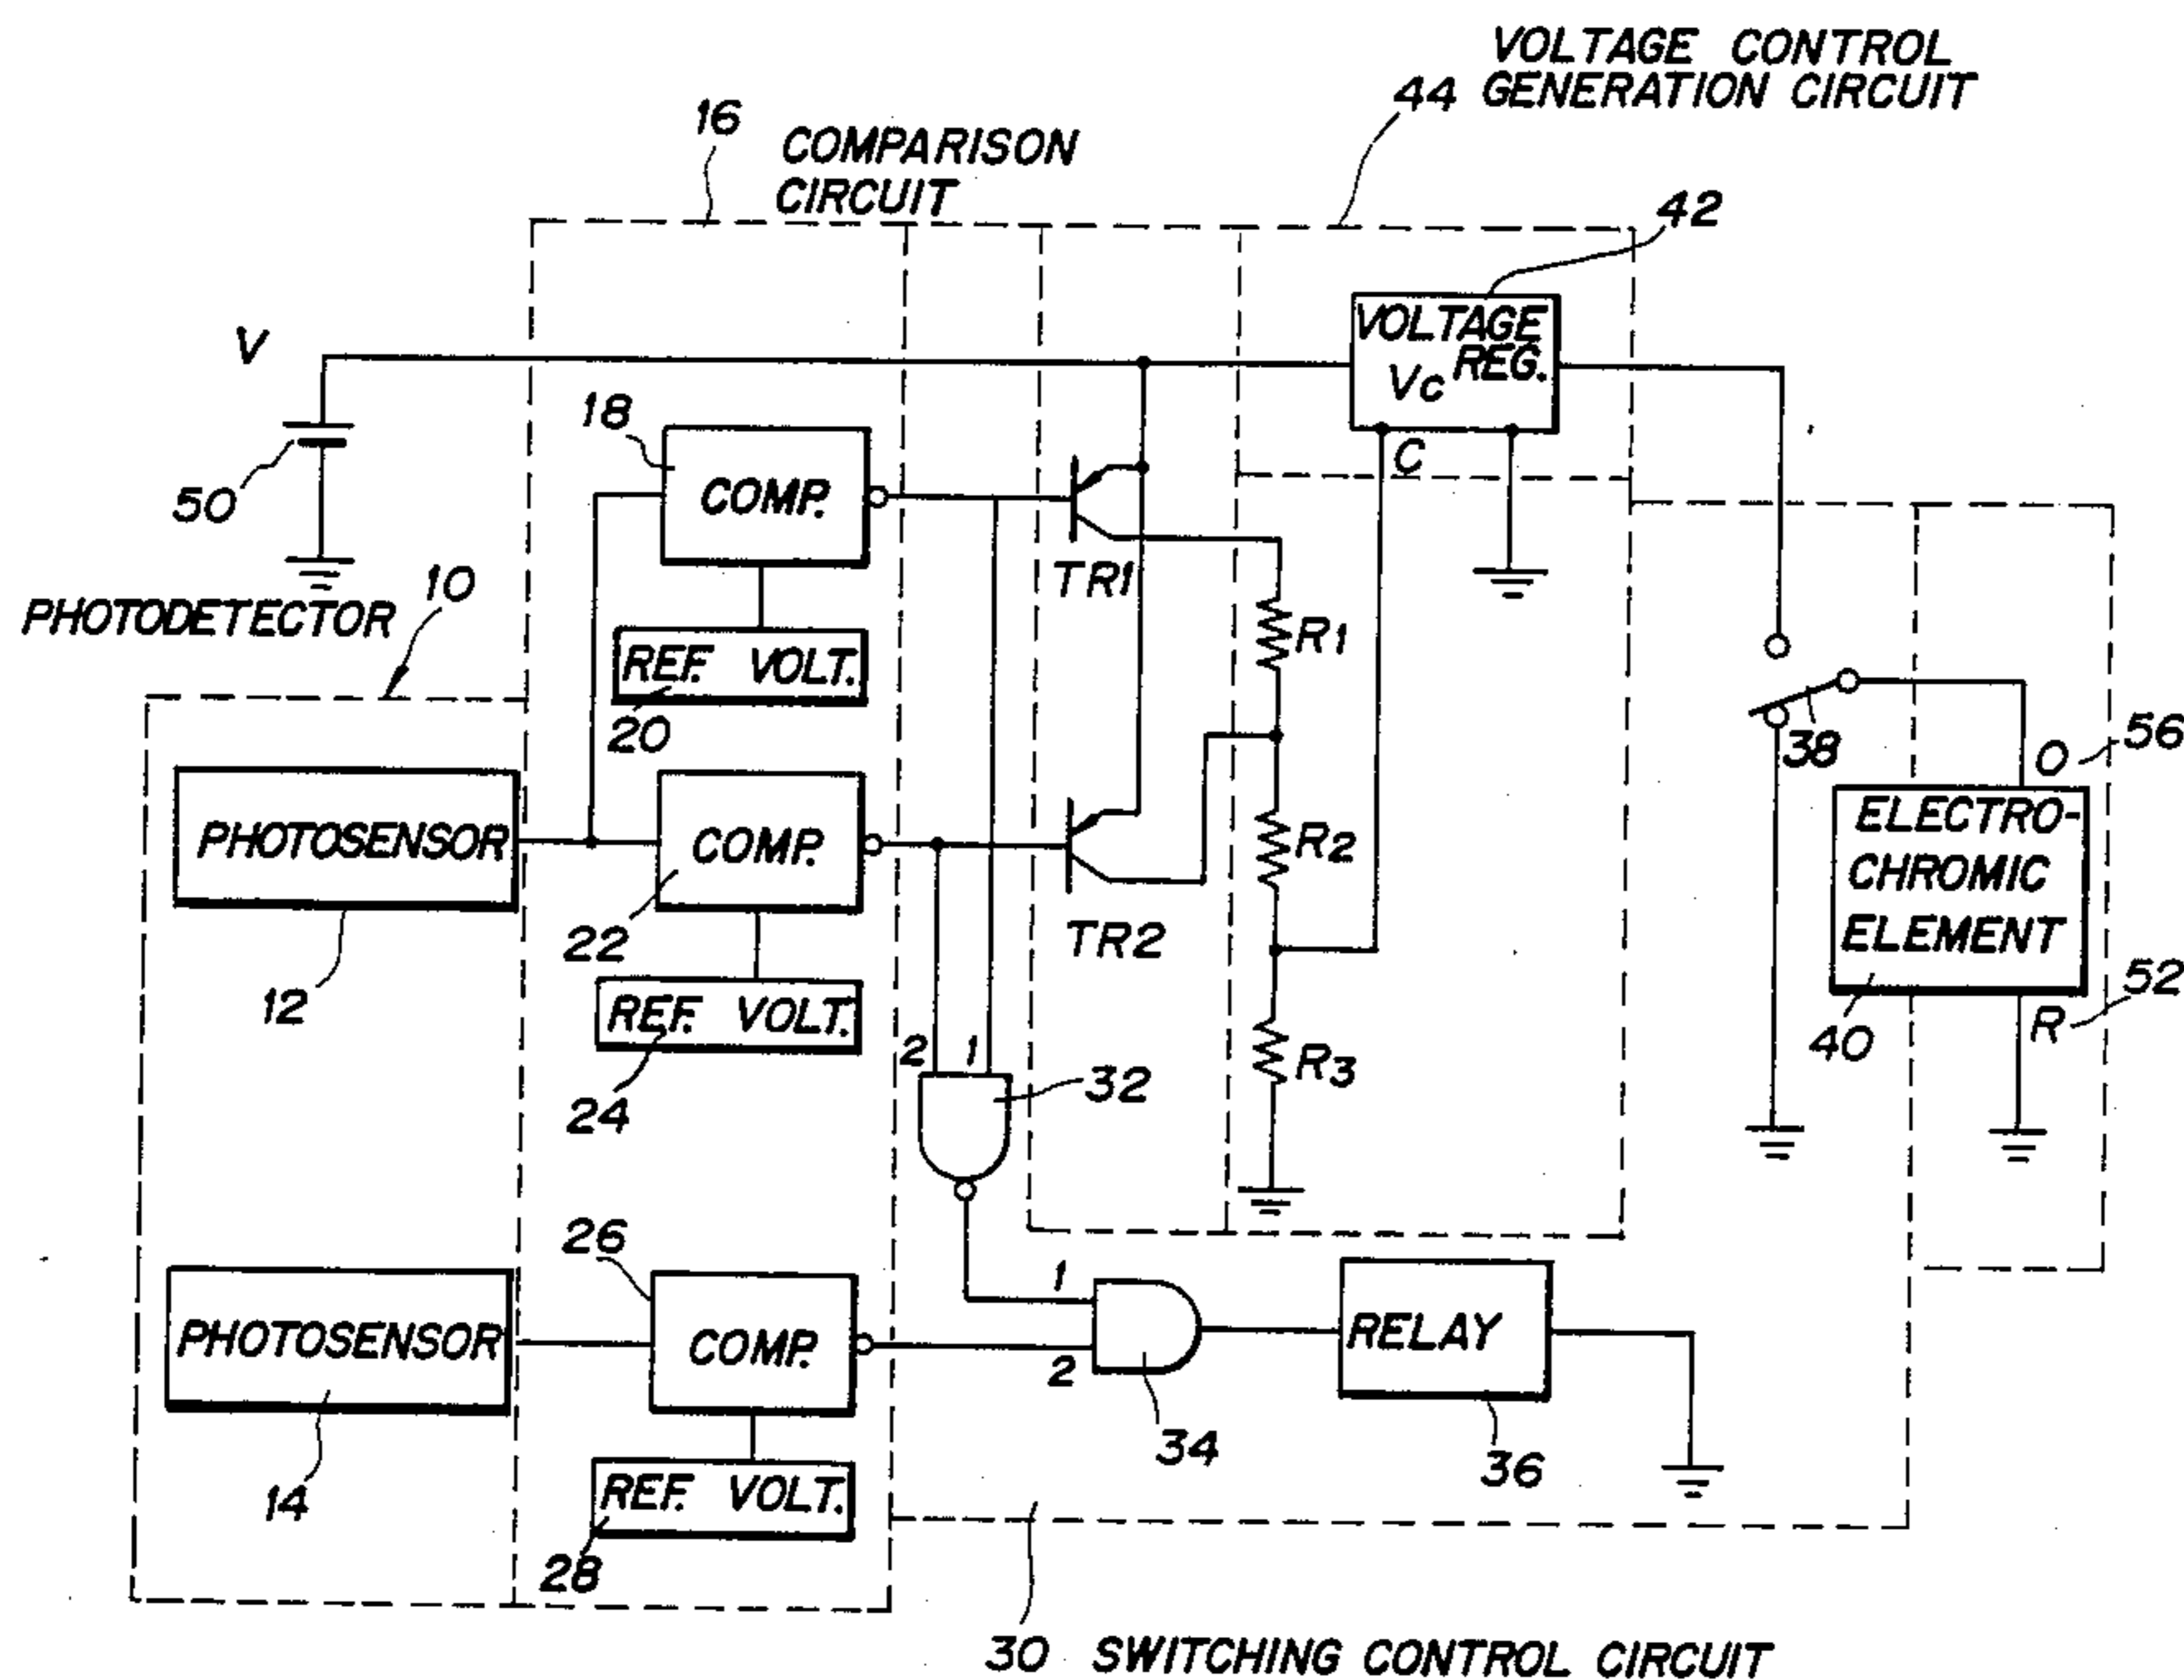 VOLTAGE CONTROL
44 GENERATION CIRCUIT
16
COMPARISON
CIRCUIT
42
V
VOLTAGE
REG.
Vc
C
18
COMP.
50
TR1
10
PHOTODETECTOR
REF. VOLT.
R1
20
38
O
56
PHOTOSENSOR
COMP.
R2
ELECTRO-
CHROMIC
ELEMENT
22
TR2
12
52
REF. VOLT.
R
40
2 1
32
R3
24
26
1
PHOTOSENSOR
COMP.
RELAY
2
34
36
14
REF. VOLT.
28
30 SWITCHING CONTROL CIRCUIT